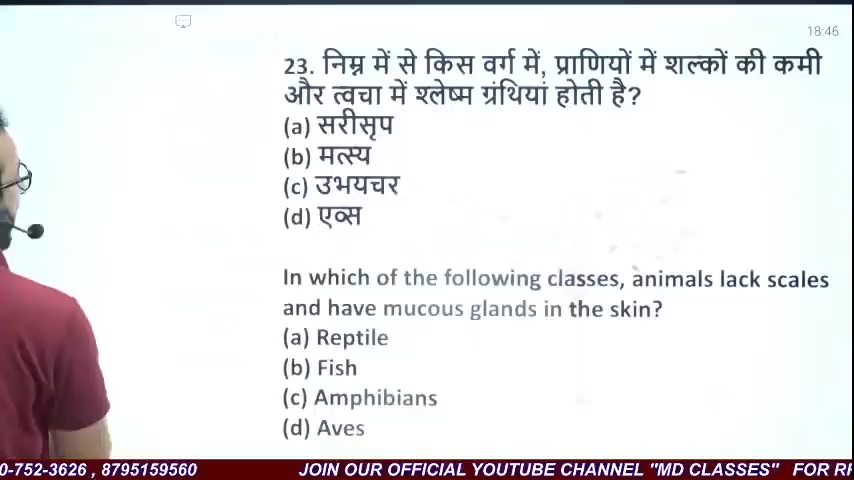 18:46
23. निम्न में से किस वर्ग में, प्राणियों में शल्कों की कमी
और त्वचा में श्लेष्म ग्रंथियां होती है?
(a) सरीसृप
(b) मत्स्य
(c) उभयचर
(d) एव्स
In which of the following classes, animals lack scales
and have mucous glands in the skin?
(a) Reptile
(b) Fish
(c) Amphibians
(d) Aves
0-752-3626 , 8795159560 JOIN OUR OFFICIAL YOUTUBE CHANNEL "MD CLASSES" FOR